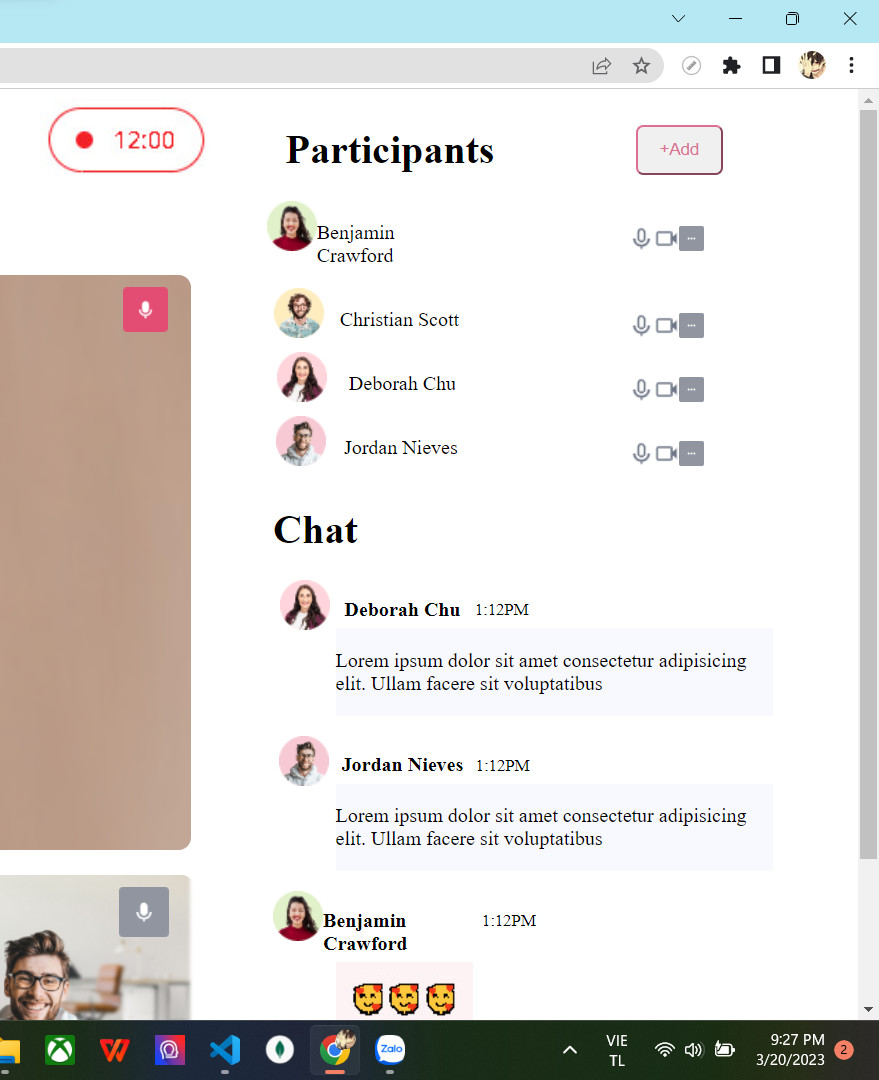 12:00
Participants
+Add
Benjamin
Crawford
Christian Scott
Deborah Chu
Jordan Nieves
Chat
Deborah Chu 1:12PM
Lorem ipsum dolor sit amet consectetur adipisicing
elit. Ullam facere sit voluptatibus
Jordan Nieves 1:12PM
Lorem ipsum dolor sit amet consectetur adipisicing
elit. Ullam facere sit voluptatibus
Benjamin 1:12PM
Crawford
Zalo
VIE
TL
9:27 PM
3/20/2023
2